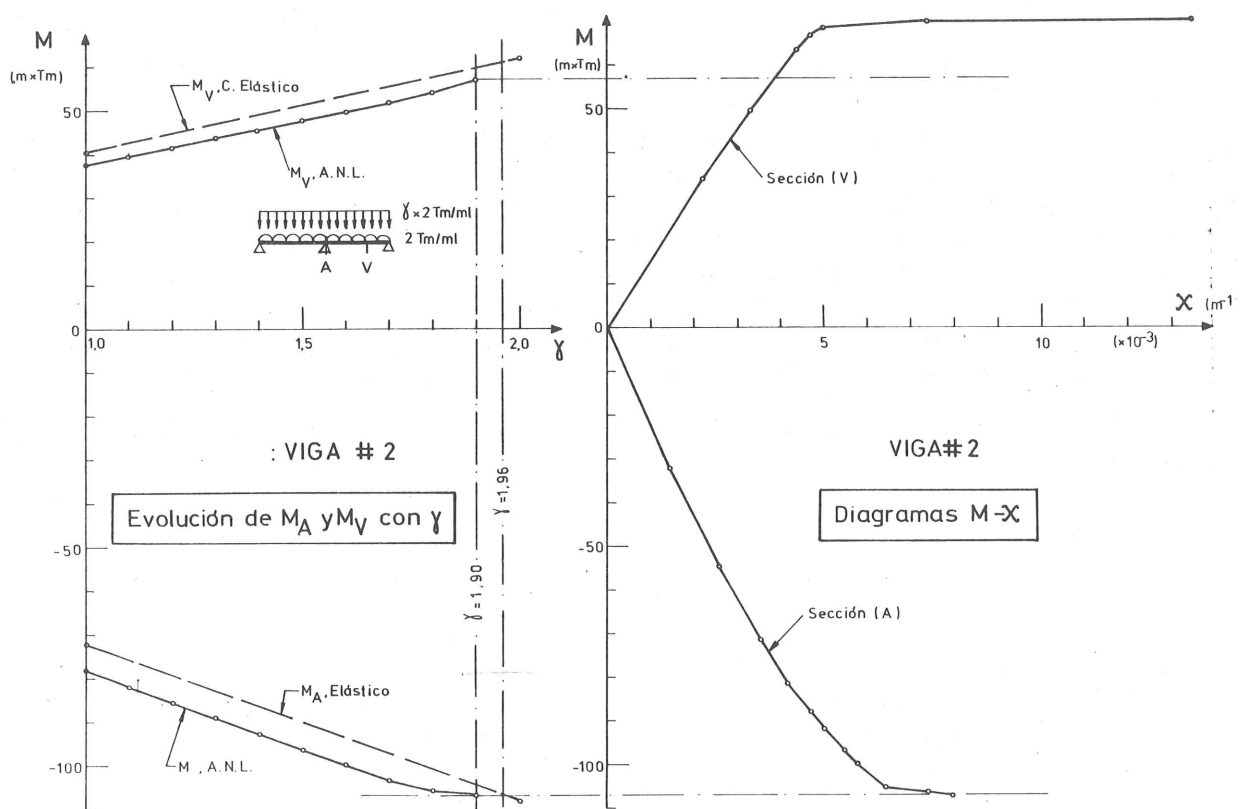 M
(m×Tm)
M_V, C. Elástico
50
M_V, A.N.L.
γ × 2 Tm/ml
2 Tm/ml
A V
0
1,0
1,5
2,0
γ
: VIGA # 2
Evolución de M_A y M_V con γ
-50
γ = 1,90
γ = 1,96
M_A, Elástico
M , A.N.L.
-100
M
(m×Tm)
50
Sección (V)
χ (m⁻¹
0
5
10
(×10⁻³)
VIGA # 2
Diagramas M-χ
-50
Sección (A)
-100